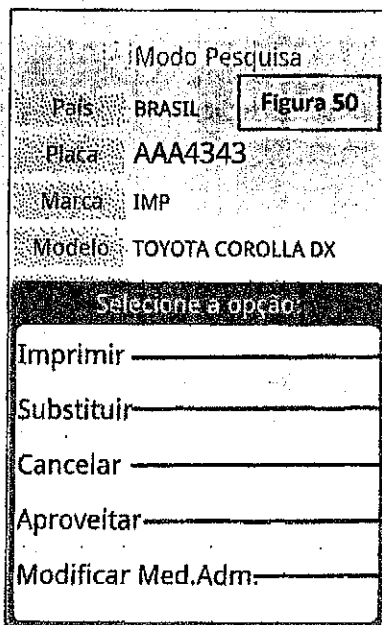 Modo Pesquisa
País BRASIL Figura 50
Placa AAA4343
Marca IMP
Modelo TOYOTA COROLLA DX
Selecione a opção:
Imprimir
Substituir
Cancelar
Aproveitar
Modificar Med.Adm.